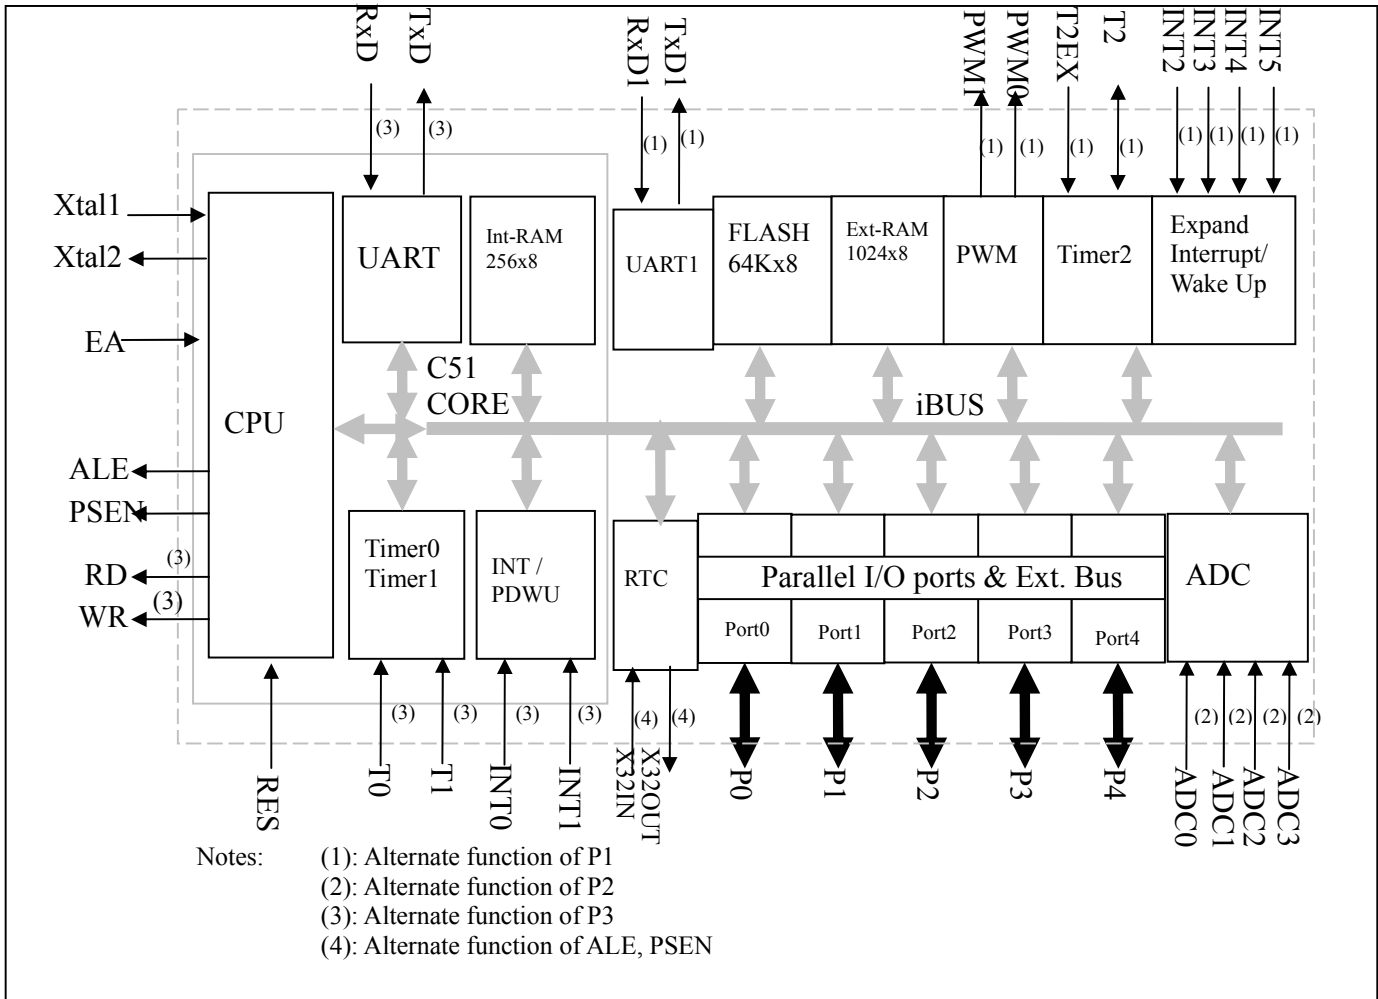 RxD
TxD
RxD1
TxD1
PWM1
PWM0
T2EX
T2
INT2
INT3
INT4
INT5
(3)
(3)
(1)
(1)
(1)
(1)
(1)
(1)
(1)
(1)
(1)
(1)
Xtal1
Xtal2
EA
ALE
PSEN
RD
(3)
WR
(3)
CPU
UART
Int-RAM
256x8
UART1
FLASH
64Kx8
Ext-RAM
1024x8
PWM
Timer2
Expand
Interrupt/
Wake Up
C51
CORE
iBUS
Timer0
Timer1
INT /
PDWU
RTC
Parallel I/O ports & Ext. Bus
Port0
Port1
Port2
Port3
Port4
ADC
(3)
(3)
(3)
(3)
(4)
(4)
(2)
(2)
(2)
(2)
RES
T0
T1
INT0
INT1
X32IN
X32OUT
P0
P1
P2
P3
P4
ADC0
ADC1
ADC2
ADC3
Notes: (1): Alternate function of P1
(2): Alternate function of P2
(3): Alternate function of P3
(4): Alternate function of ALE, PSEN